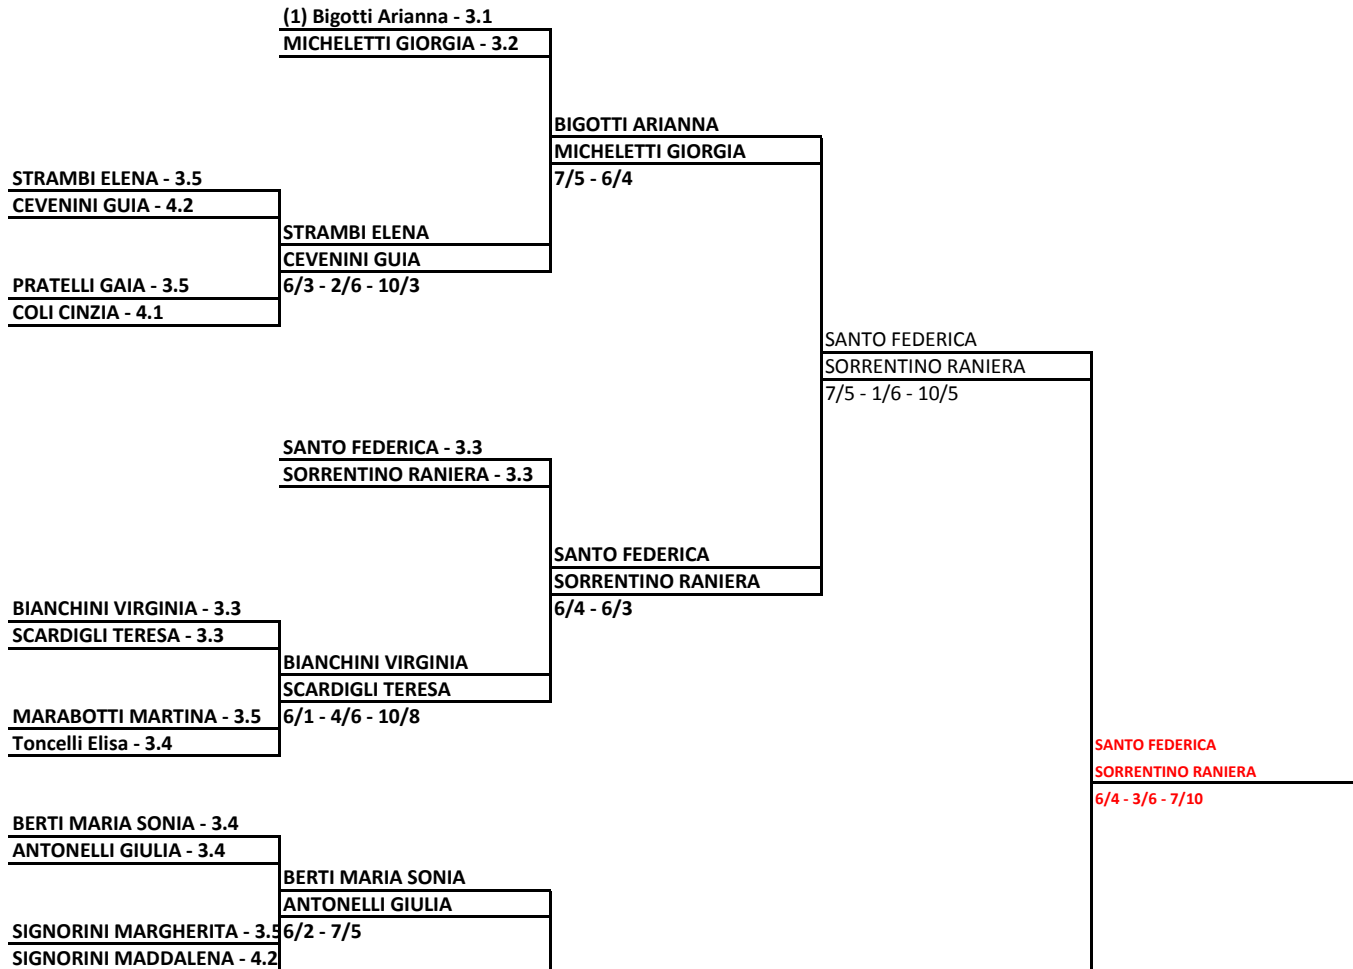 (1) Bigotti Arianna - 3.1
MICHELETTI GIORGIA - 3.2
BIGOTTI ARIANNA
MICHELETTI GIORGIA
7/5 - 6/4
STRAMBI ELENA - 3.5
CEVENINI GUIA - 4.2
STRAMBI ELENA
CEVENINI GUIA
6/3 - 2/6 - 10/3
PRATELLI GAIA - 3.5
COLI CINZIA - 4.1
SANTO FEDERICA
SORRENTINO RANIERA
7/5 - 1/6 - 10/5
SANTO FEDERICA - 3.3
SORRENTINO RANIERA - 3.3
SANTO FEDERICA
SORRENTINO RANIERA
6/4 - 6/3
BIANCHINI VIRGINIA - 3.3
SCARDIGLI TERESA - 3.3
BIANCHINI VIRGINIA
SCARDIGLI TERESA
6/1 - 4/6 - 10/8
MARABOTTI MARTINA - 3.5
Toncelli Elisa - 3.4
SANTO FEDERICA
SORRENTINO RANIERA
6/4 - 3/6 - 7/10
BERTI MARIA SONIA - 3.4
ANTONELLI GIULIA - 3.4
BERTI MARIA SONIA
ANTONELLI GIULIA
6/2 - 7/5
SIGNORINI MARGHERITA - 3.5
SIGNORINI MADDALENA - 4.2